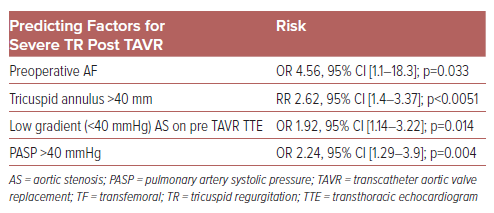 Predicting Factors for Risk
Severe TR Post TAVR
Preoperative AF OR 4.56, 95% CI [1.1–18.3]; p=0.033
Tricuspid annulus >40 mm RR 2.62, 95% CI [1.4–3.37]; p<0.0051
Low gradient (<40 mmHg) AS on pre TAVR TTE OR 1.92, 95% CI [1.14–3.22]; p=0.014
PASP >40 mmHg OR 2.24, 95% CI [1.29–3.9]; p=0.004
AS = aortic stenosis; PASP = pulmonary artery systolic pressure; TAVR = transcatheter aortic valve
replacement; TF = transfemoral; TR = tricuspid regurgitation; TTE = transthoracic echocardiogram